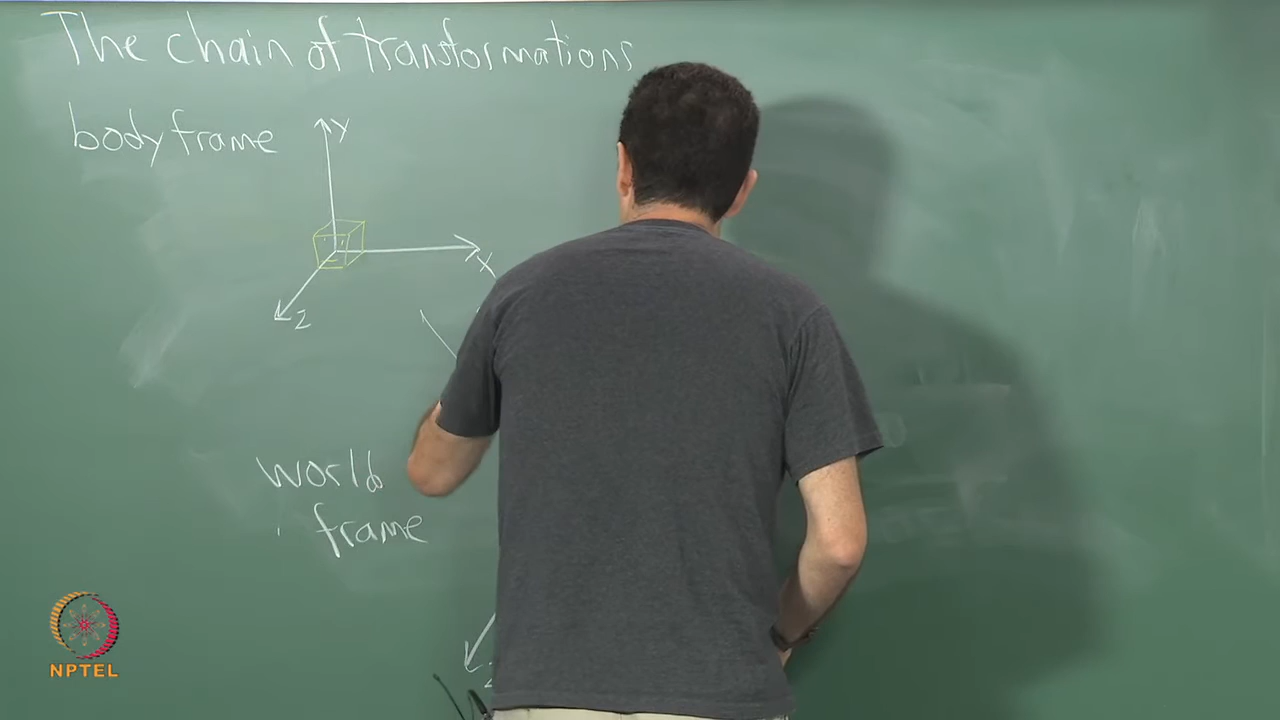 The chain of transformations
body frame
Y
X
Z
world
frame
NPTEL